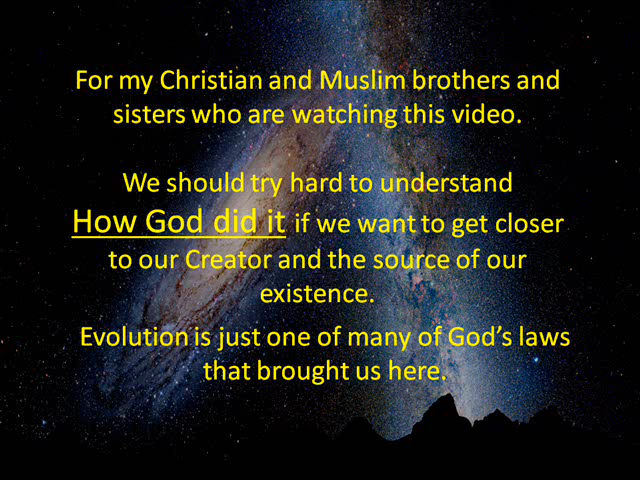 For my Christian and Muslim brothers and
sisters who are watching this video.
We should try hard to understand
How God did it if we want to get closer
to our Creator and the source of our
existence.
Evolution is just one of many of God’s laws
that brought us here.